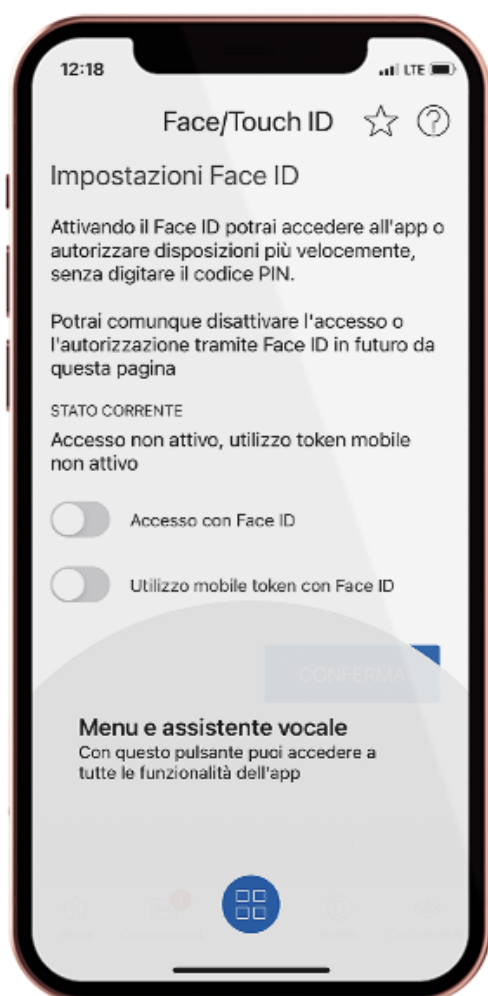 12:18
LTE
Face/Touch ID
Impostazioni Face ID
Attivando il Face ID potrai accedere all'app o
autorizzare disposizioni più velocemente,
senza digitare il codice PIN.
Potrai comunque disattivare l'accesso o
l'autorizzazione tramite Face ID in futuro da
questa pagina
STATO CORRENTE
Accesso non attivo, utilizzo token mobile
non attivo
Accesso con Face ID
Utilizzo mobile token con Face ID
CONFERMA
Menu e assistente vocale
Con questo pulsante puoi accedere a
tutte le funzionalità dell'app